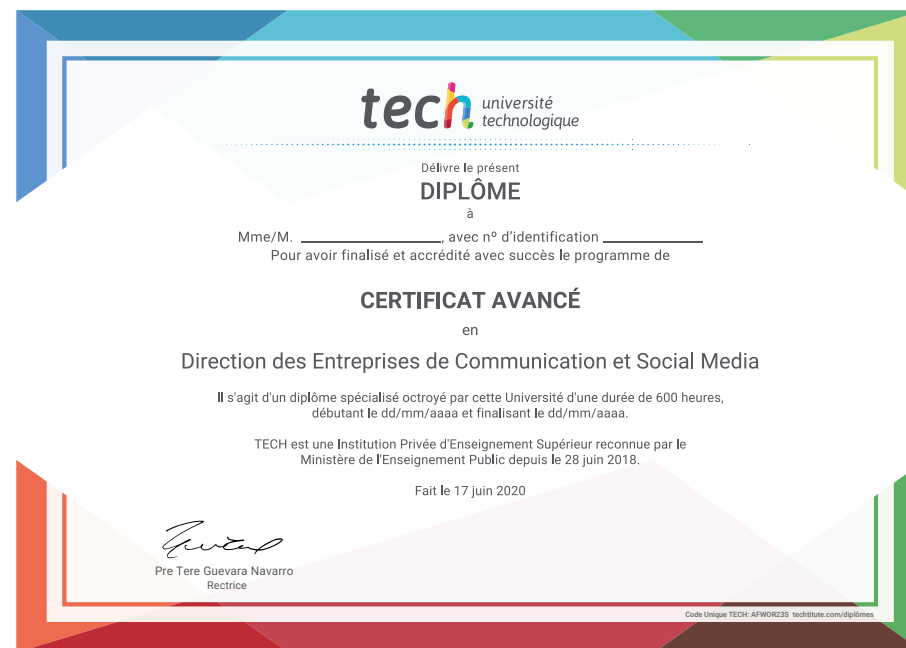 tech université
technologique
Délivre le présent
DIPLÔME
à
Mme/M. ____________________, avec nº d'identification ______________
Pour avoir finalisé et accrédité avec succès le programme de
CERTIFICAT AVANCÉ
en
Direction des Entreprises de Communication et Social Media
Il s'agit d'un diplôme spécialisé octroyé par cette Université d'une durée de 600 heures,
débutant le dd/mm/aaaa et finalisant le dd/mm/aaaa.
TECH est une Institution Privée d'Enseignement Supérieur reconnue par le
Ministère de l'Enseignement Public depuis le 28 juin 2018.
Fait le 17 juin 2020
Pre Tere Guevara Navarro
Rectrice
Code Unique TECH: AFWOR23S techtitute.com/diplômes